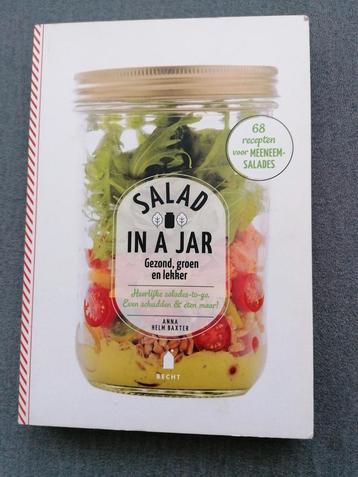 68
recepten
voor MEENEEM-
SALADES
SALAD
IN A JAR
Gezond, groen
en lekker
Heerlijke salades-to-go.
Even schudden & eten maar!
ANNA
HELM BAXTER
BECHT